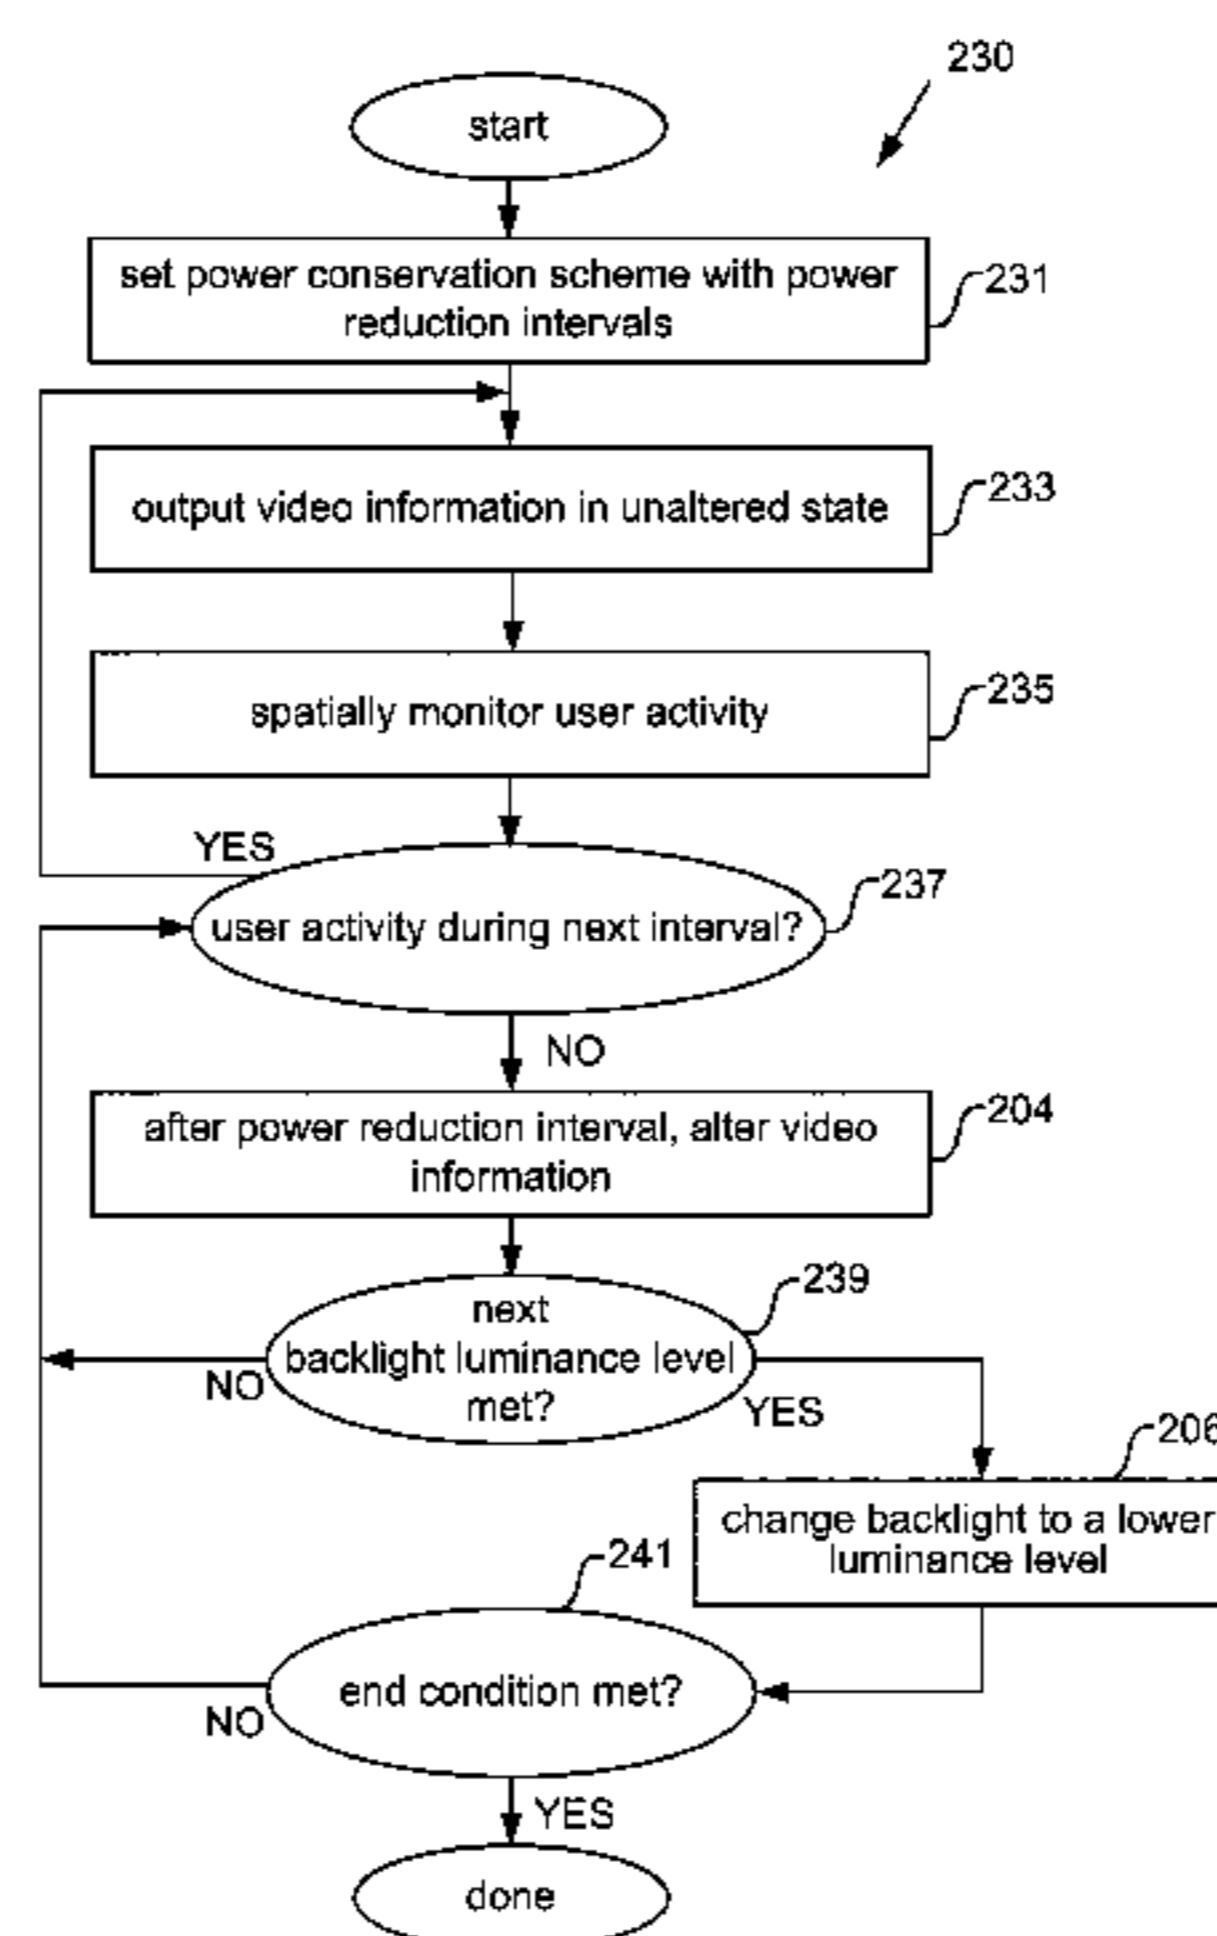 230
start
set power conservation scheme with power
reduction intervals
231
output video information in unaltered state
233
spatially monitor user activity
235
YES
user activity during next interval?
237
NO
after power reduction interval, alter video
information
204
next
backlight luminance level
met?
239
NO
YES
206
change backlight to a lower
luminance level
241
end condition met?
NO
YES
done